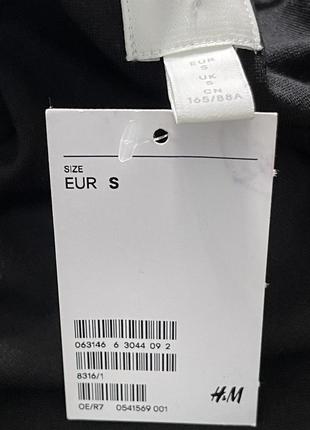 EUR
S
UK
S
CN
165/88A
SIZE
EUR S
063146 6 3044 09 2
8316/1
H&M
OE/R7 0541569 001